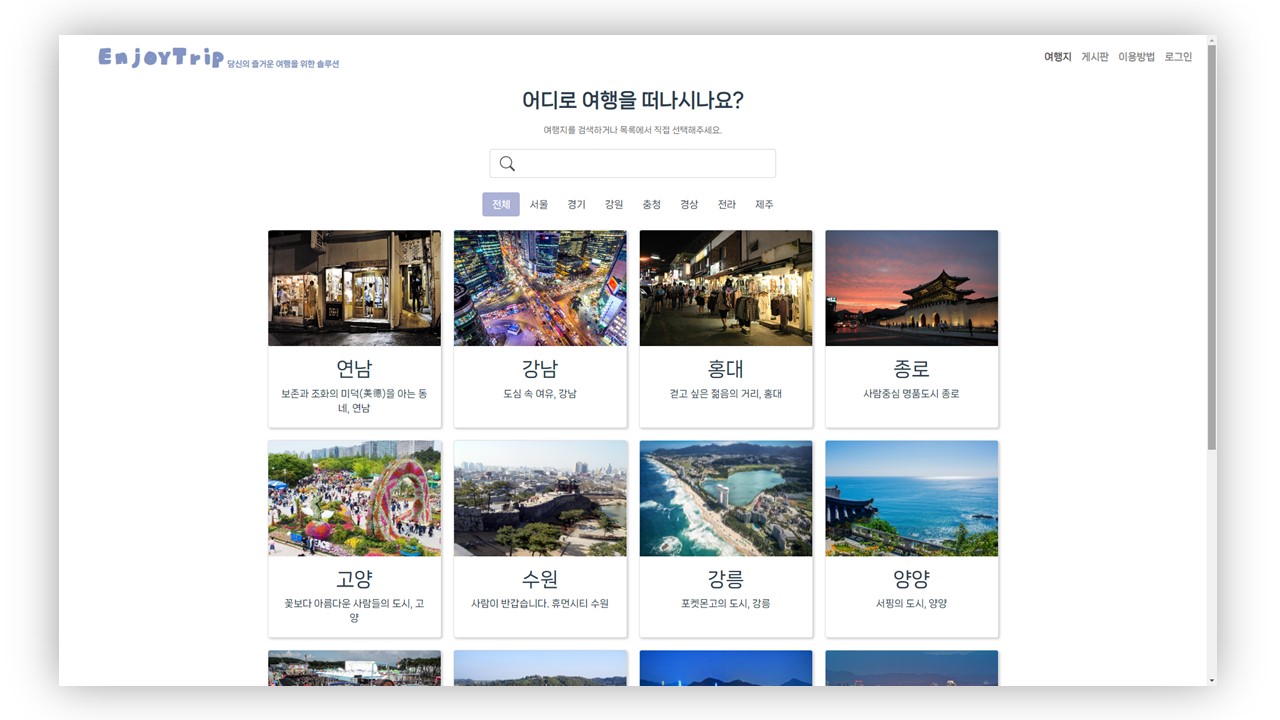 EnjoyTrip 당신의 즐거운 여행을 위한 솔루션
여행지 게시판 이용방법 로그인
어디로 여행을 떠나시나요?
여행지를 검색하거나 목록에서 직접 선택해주세요.
전체 서울 경기 강원 충청 경상 전라 제주
연남
보존과 조화의 미덕(美德)을 아는 동
네, 연남
강남
도심 속 여유, 강남
홍대
걷고 싶은 젊음의 거리, 홍대
종로
사람중심 명품도시 종로
고양
꽃보다 아름다운 사람들의 도시, 고
양
수원
사람이 반갑습니다. 휴먼시티 수원
강릉
포켓몬고의 도시, 강릉
양양
서핑의 도시, 양양